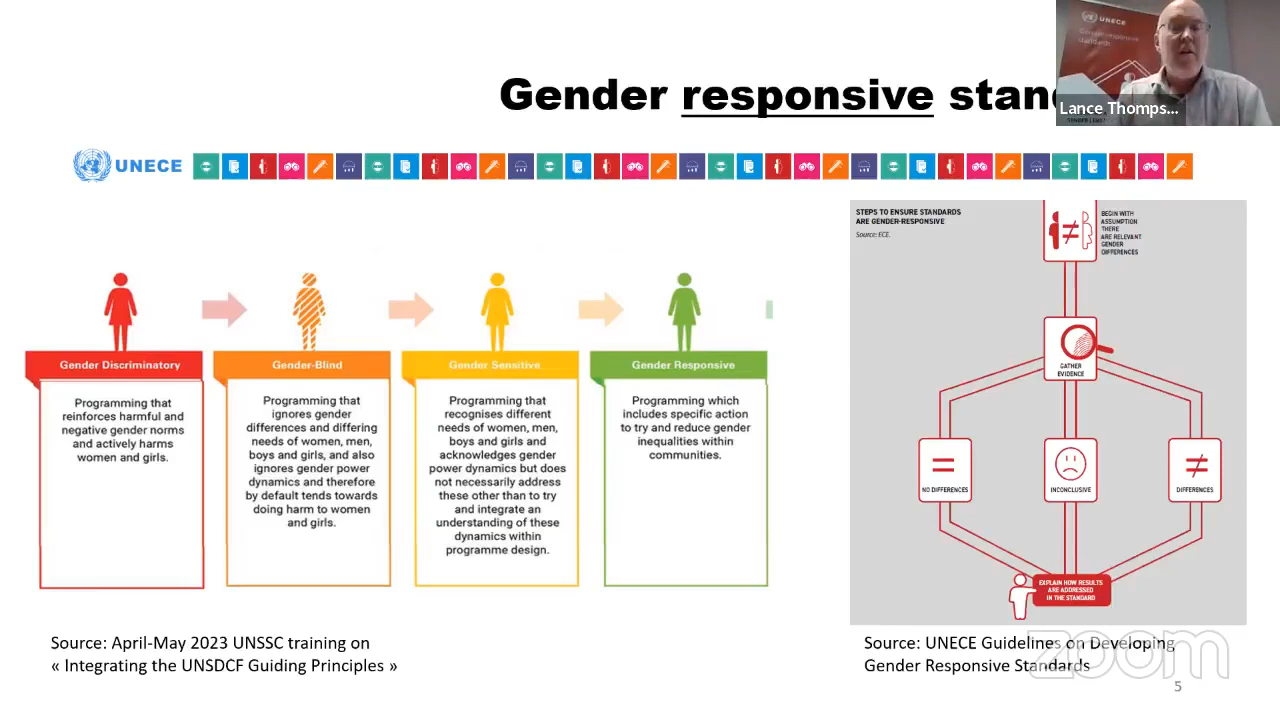 Gender responsive stan
UNECE
Lance Thomps...
UNECE
Gender Discriminatory
Programming that
reinforces harmful and
negative gender norms
and actively harms
women and girls.
Gender-Blind
Programming that
ignores gender
differences and differing
needs of women, men,
boys and girls, and also
ignores gender power
dynamics and therefore
by default tends towards
doing harm to women
and girls.
Gender Sensitive
Programming that
recognises different
needs of women, men,
boys and girls and
acknowledges gender
power dynamics but does
not necessarily address
these other than to try
and integrate an
understanding of these
dynamics within
programme design.
Gender Responsive
Programming which
includes specific action
to try and reduce gender
inequalities within
communities.
STEPS TO ENSURE STANDARDS
ARE GENDER-RESPONSIVE
Source: ECE.
BEGIN WITH
ASSUMPTION
THERE
ARE RELEVANT
GENDER
DIFFERENCES
GATHER
EVIDENCE
NO DIFFERENCES
INCONCLUSIVE
DIFFERENCES
EXPLAIN HOW RESULTS
ARE ADDRESSED
IN THE STANDARD
Source: April-May 2023 UNSSC training on
« Integrating the UNSDCF Guiding Principles »
Source: UNECE Guidelines on Developing
Gender Responsive Standards
zoom
5